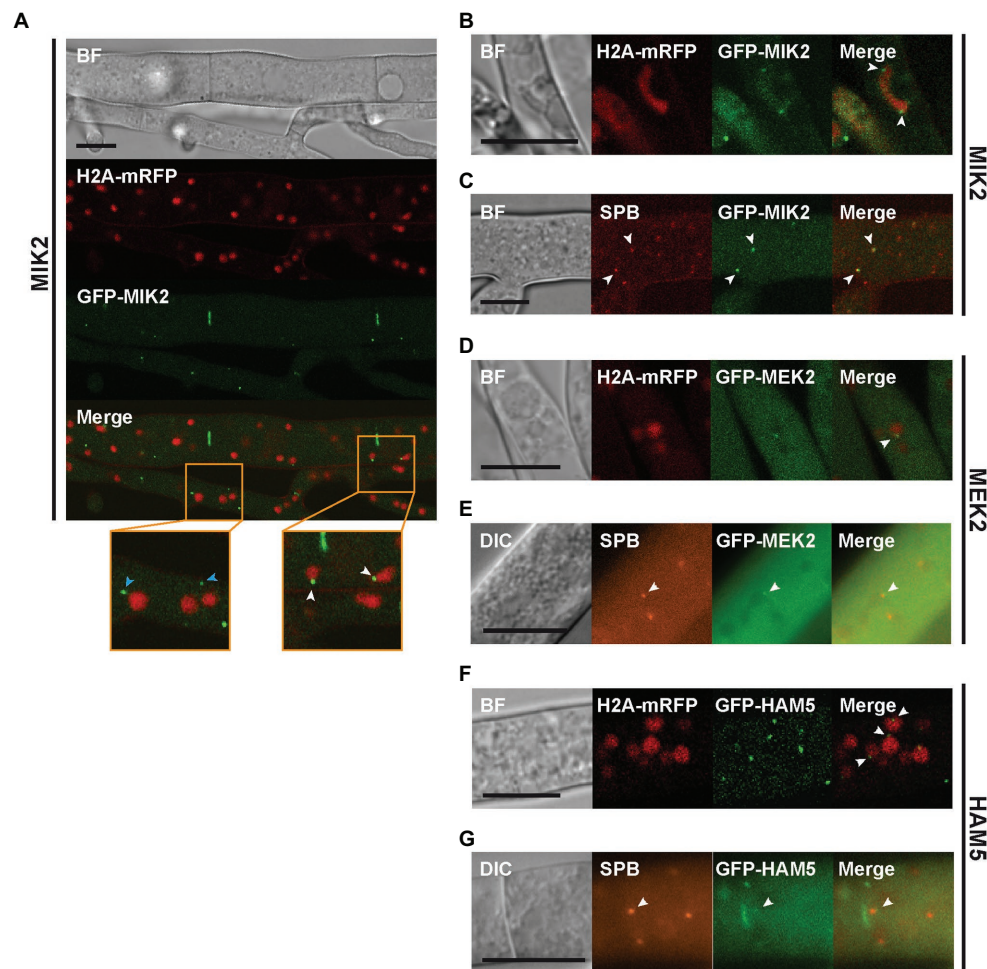 A
MIK2
BF
H2A-mRFP
GFP-MIK2
Merge
B
BF H2A-mRFP GFP-MIK2 Merge
C
BF SPB GFP-MIK2 Merge
MIK2
D
BF H2A-mRFP GFP-MEK2 Merge
E
DIC SPB GFP-MEK2 Merge
MEK2
F
BF H2A-mRFP GFP-HAM5 Merge
G
DIC SPB GFP-HAM5 Merge
HAM5